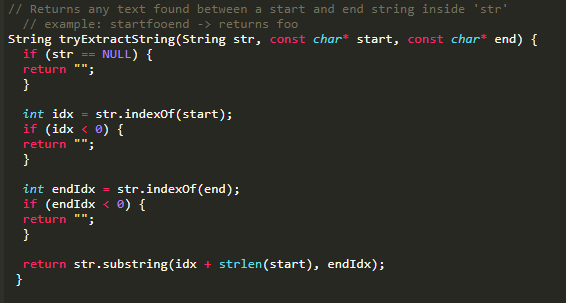 // Returns any text found between a start and end string inside 'str'
// example: startfooend -> returns foo
String tryExtractString(String str, const char* start, const char* end) {
if (str == NULL) {
return "";
}
int idx = str.indexOf(start);
if (idx < 0) {
return "";
}
int endIdx = str.indexOf(end);
if (endIdx < 0) {
return "";
}
return str.substring(idx + strlen(start), endIdx);
}